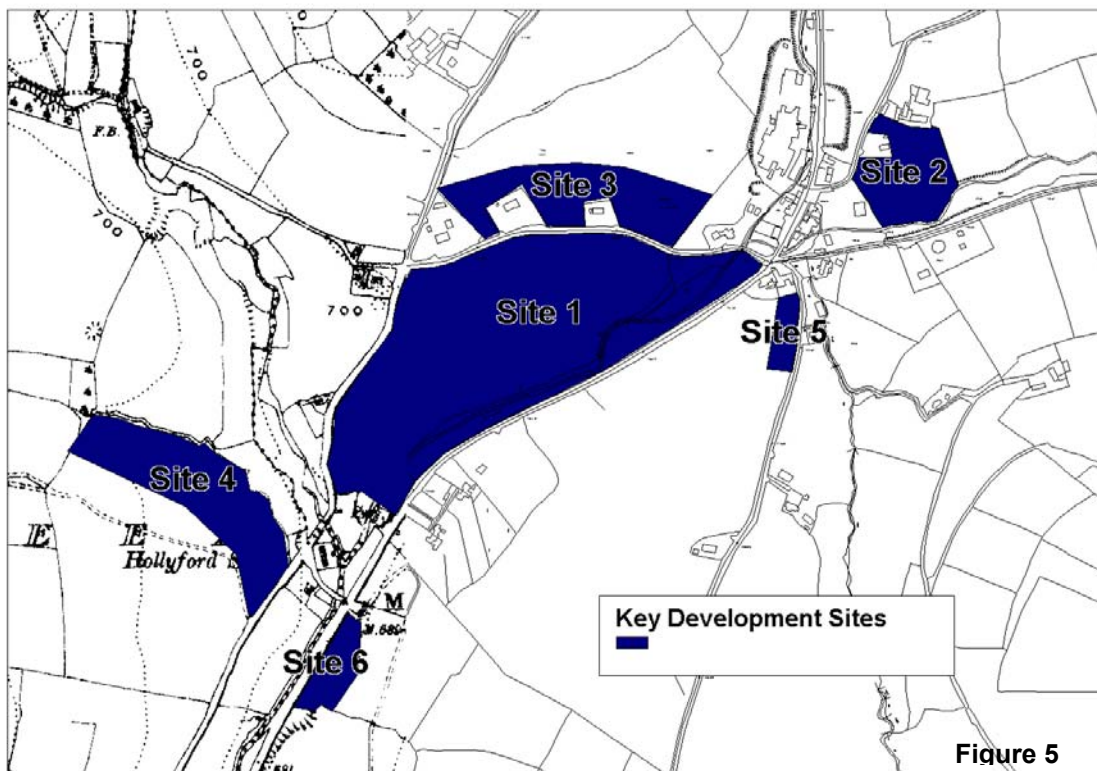 700
F.B.
Site 3
Site 2
700
Site 1
700
Site 5
Site 4
E E
Hollyford
Key Development Sites
M
Site 6
Figure 5